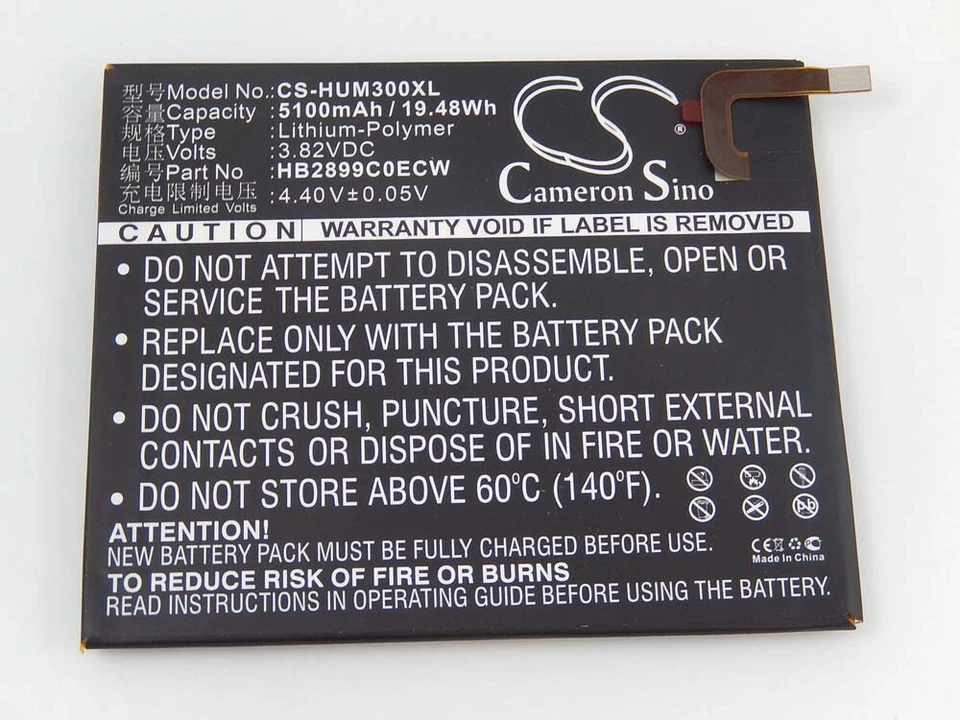 型号Model No.:CS-HUM300XL
容量Capacity :5100mAh / 19.48Wh
规格Type :Lithium-Polymer
电压Volts :3.82VDC
编号Part No. :HB2899C0ECW
充电限制电压 :4.40V±0.05V
Charge Limited Volts
®
Cameron Sino™
CAUTION WARRANTY VOID IF LABEL IS REMOVED
• DO NOT ATTEMPT TO DISASSEMBLE, OPEN OR
SERVICE THE BATTERY PACK.
• REPLACE ONLY WITH THE BATTERY PACK
DESIGNATED FOR THIS PRODUCT.
• DO NOT CRUSH, PUNCTURE, SHORT EXTERNAL
CONTACTS OR DISPOSE OF IN FIRE OR WATER.
• DO NOT STORE ABOVE 60°C (140°F).
Pb
ATTENTION!
NEW BATTERY PACK MUST BE FULLY CHARGED BEFORE USE.
CE
Made In China
TO REDUCE RISK OF FIRE OR BURNS
READ INSTRUCTIONS IN OPERATING GUIDE BEFORE USING THE BATTERY.